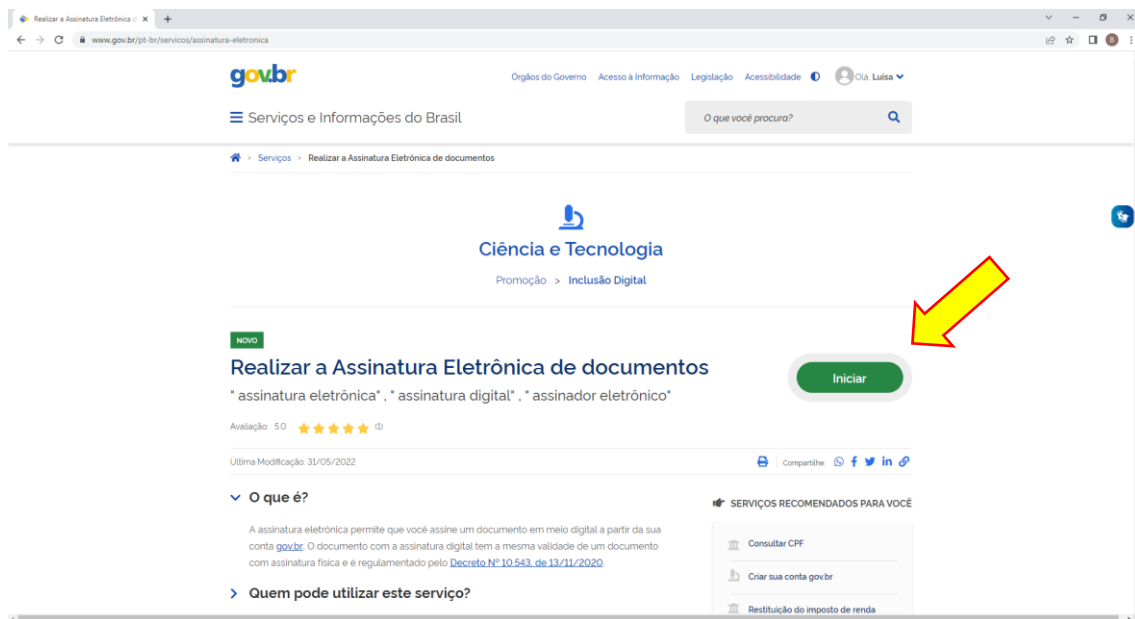 Realizar a Assinatura Eletrônica d
www.gov.br/pt-br/servicos/assinatura-eletronica
B
gov.br
Órgãos do Governo Acesso à Informação Legislação Acessibilidade Olá, Luísa
Serviços e Informações do Brasil
O que você procura?
> Serviços > Realizar a Assinatura Eletrônica de documentos
Ciência e Tecnologia
Promoção > Inclusão Digital
NOVO
Realizar a Assinatura Eletrônica de documentos
Iniciar
" assinatura eletrônica" , " assinatura digital" , " assinador eletrônico"
Avaliação: 5.0 (1)
Última Modificação: 31/05/2022
Compartilhe:
O que é?
SERVIÇOS RECOMENDADOS PARA VOCÊ
A assinatura eletrônica permite que você assine um documento em meio digital a partir da sua
conta gov.br. O documento com a assinatura digital tem a mesma validade de um documento
com assinatura física e é regulamentado pelo Decreto Nº 10.543, de 13/11/2020.
Consultar CPF
Criar sua conta gov.br
Quem pode utilizar este serviço?
Restituição do imposto de renda